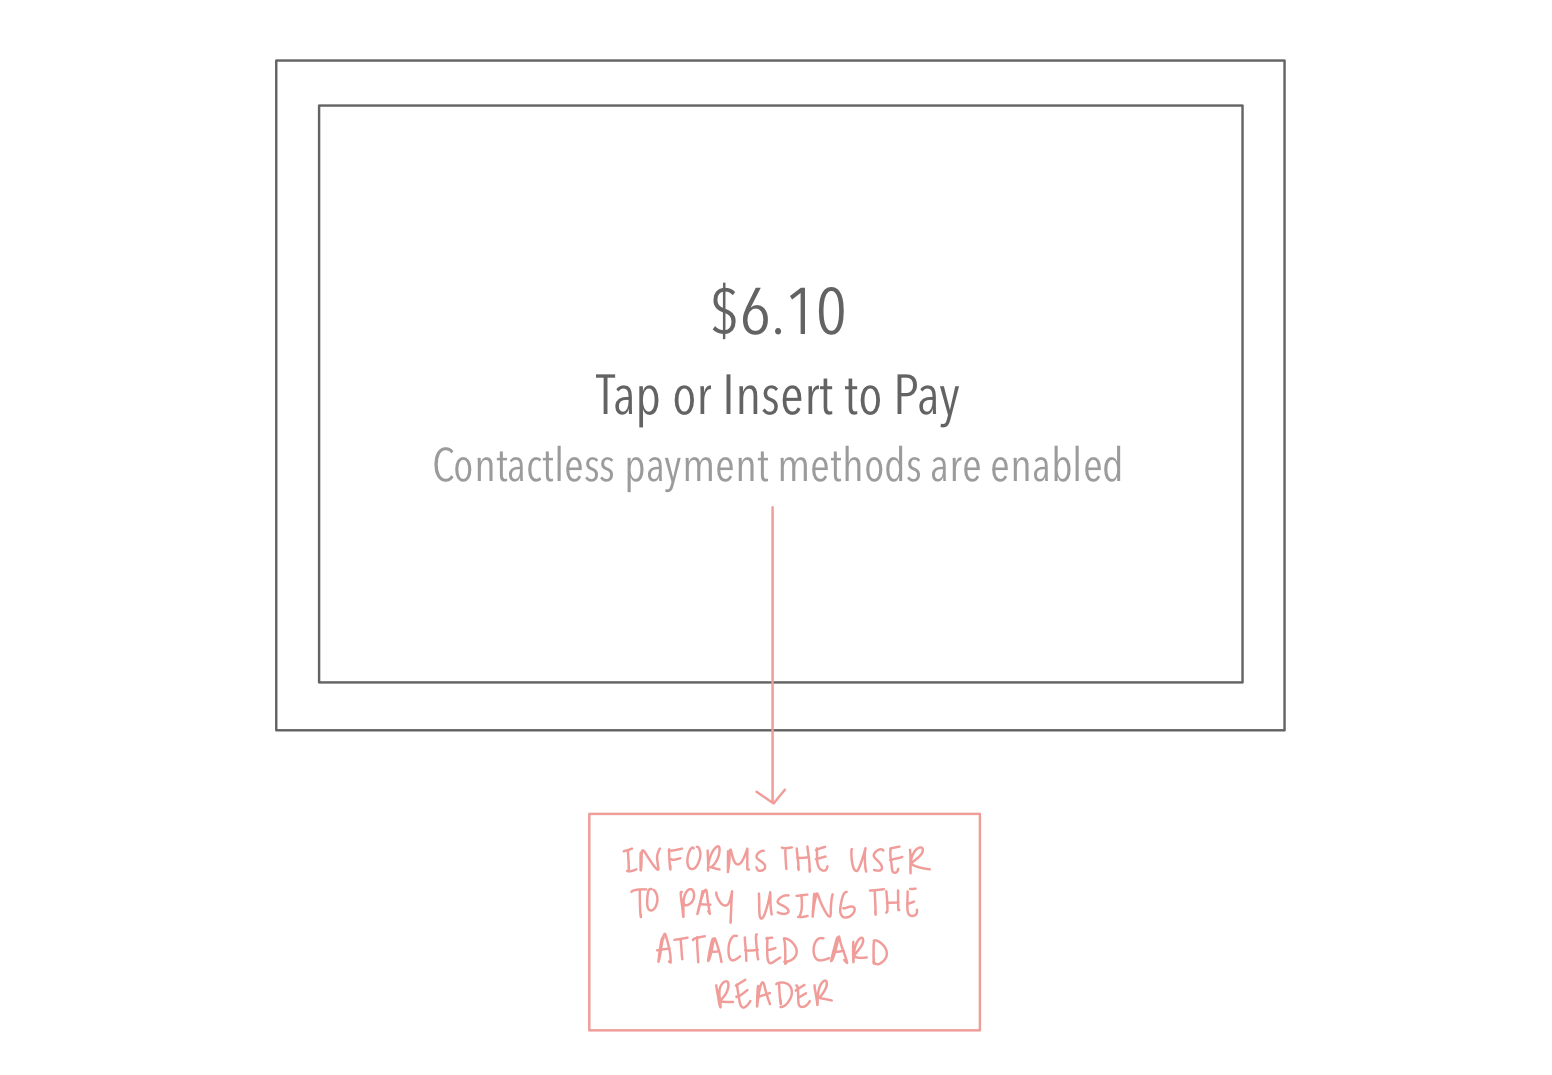 $6.10
Tap or Insert to Pay
Contactless payment methods are enabled
INFORMS THE USER
TO PAY USING THE
ATTACHED CARD
READER